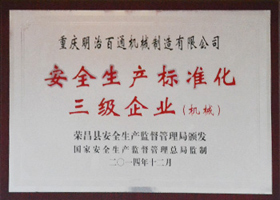 重庆明治百通机械制造有限公司
安全生产标准化
三级企业（机械）
荣昌县安全生产监督管理局颁发
国家安全生产监督管理总局监制
二〇一四年十二月